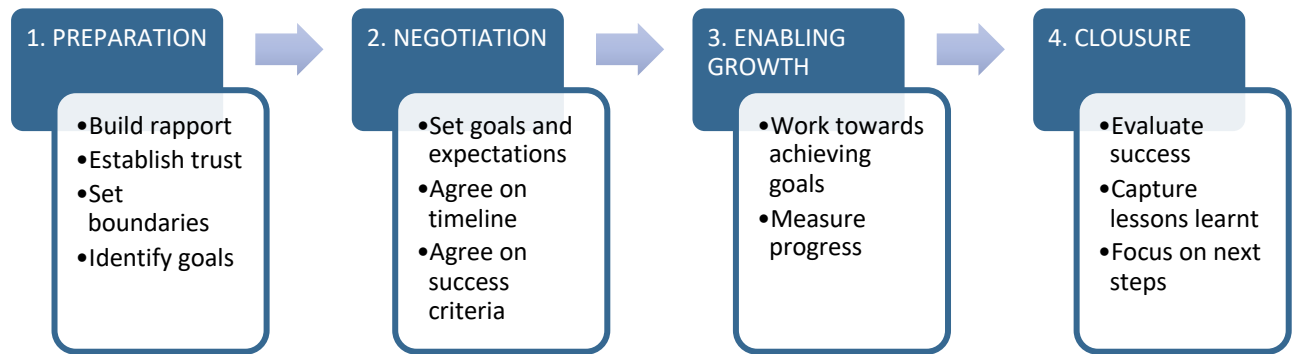 1. PREPARATION
•Build rapport
•Establish trust
•Set
boundaries
•Identify goals
2. NEGOTIATION
•Set goals and
expectations
•Agree on
timeline
•Agree on
success
criteria
3. ENABLING
GROWTH
•Work towards
achieving
goals
•Measure
progress
4. CLOUSURE
•Evaluate
success
•Capture
lessons learnt
•Focus on next
steps